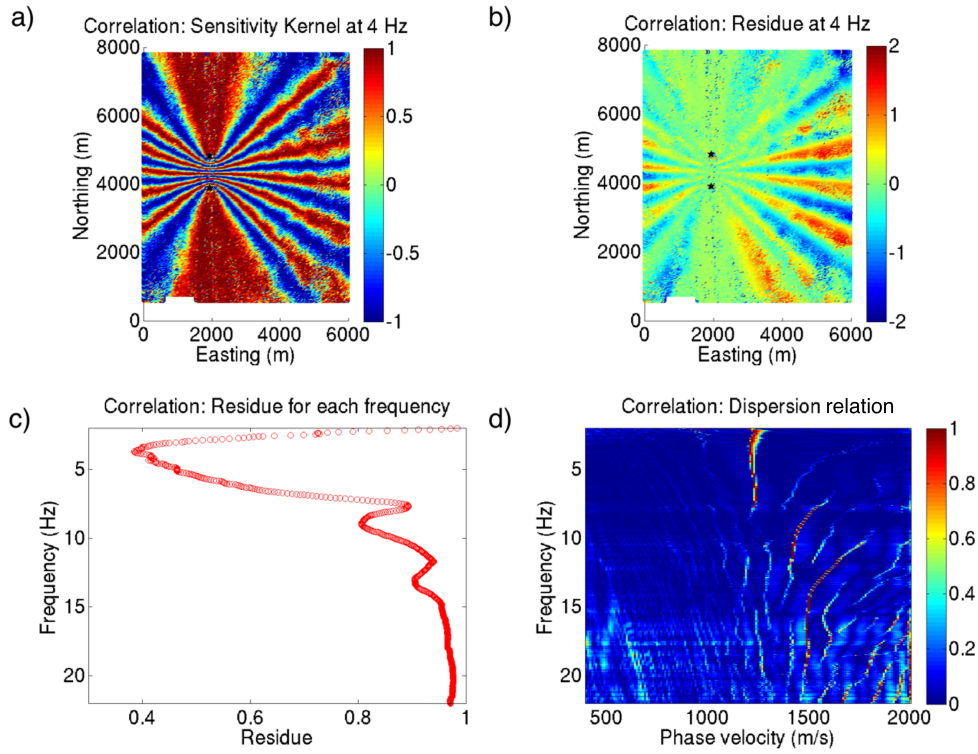 a)
Correlation: Sensitivity Kernel at 4 Hz
8000
6000
4000
2000
0
Northing (m)
0 2000 4000 6000
Easting (m)
1
0.5
0
-0.5
-1
b)
Correlation: Residue at 4 Hz
8000
6000
4000
2000
0
Northing (m)
0 2000 4000 6000
Easting (m)
2
1
0
-1
-2
c)
Correlation: Residue for each frequency
5
10
15
20
Frequency (Hz)
0.4 0.6 0.8 1
Residue
d)
Correlation: Dispersion relation
5
10
15
20
Frequency (Hz)
500 1000 1500 2000
Phase velocity (m/s)
1
0.8
0.6
0.4
0.2
0